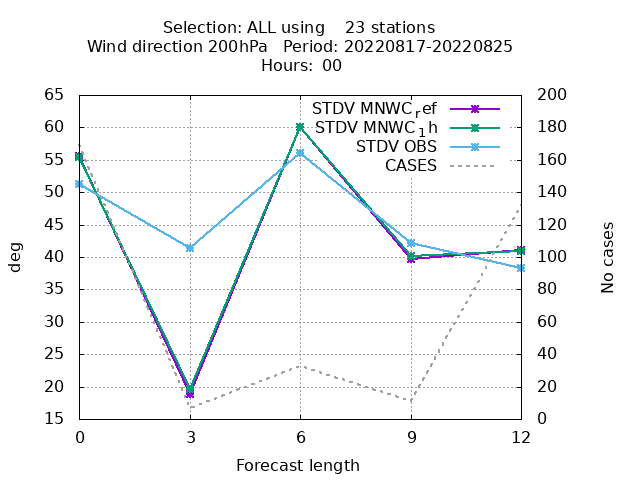 Selection: ALL using 23 stations
Wind direction 200hPa Period: 20220817-20220825
Hours: 00
STDV MNWC_ref
STDV MNWC_1h
STDV OBS
CASES
65
60
55
50
45
40
35
30
25
20
15
200
180
160
140
120
100
80
60
40
20
0
deg
No cases
0 3 6 9 12
Forecast length